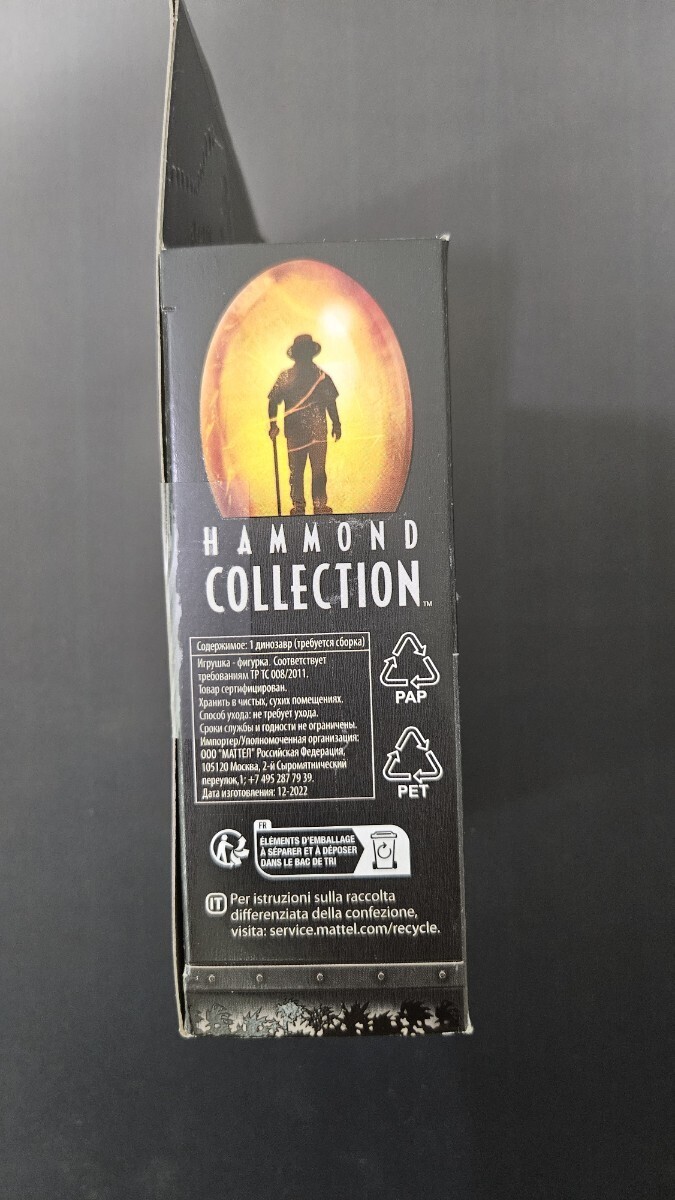 HAMMOND
COLLECTION™
Содержимое: 1 динозавр (требуется сборка)
Игрушка - фигурка. Соответствует
требованиям ТР ТС 008/2011.
Товар сертифицирован.
Хранить в чистых, сухих помещениях.
Способ ухода: не требует ухода.
Сроки службы и годности не ограничены.
Импортер/Уполномоченная организация:
ООО "МАТТЕЛ" Российская Федерация,
105120 Москва, 2-й Сыромятнический
переулок,1; +7 495 287 79 39.
Дата изготовления: 12-2022
PAP
PET
FR
ÉLÉMENTS D'EMBALLAGE
À SÉPARER ET À DÉPOSER
DANS LE BAC DE TRI
IT Per istruzioni sulla raccolta
differenziata della confezione,
visita: service.mattel.com/recycle.